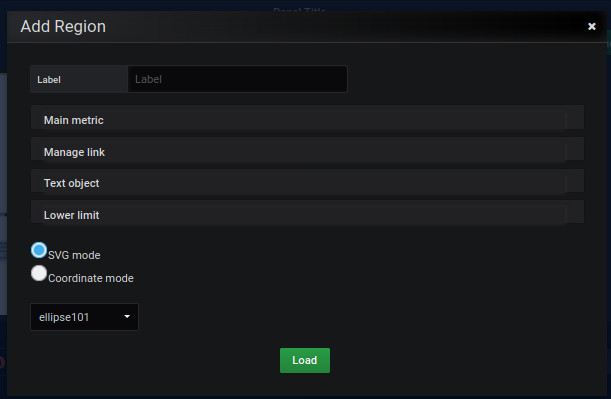 Panel Title
Add Region
Label
Label
Main metric
Manage link
Text object
Lower limit
SVG mode
Coordinate mode
ellipse101
Load